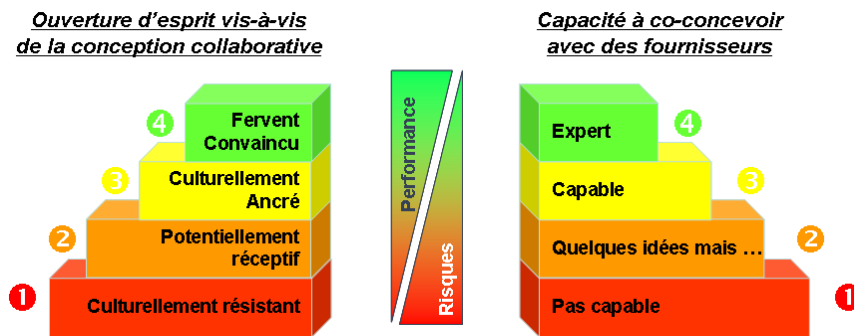 Ouverture d'esprit vis-à-vis
de la conception collaborative
Capacité à co-concevoir
avec des fournisseurs
4
Fervent
Convaincu
3
Culturellement
Ancré
2
Potentiellement
réceptif
1
Culturellement résistant
Performance
Risques
Expert
4
Capable
3
Quelques idées mais ...
2
Pas capable
1